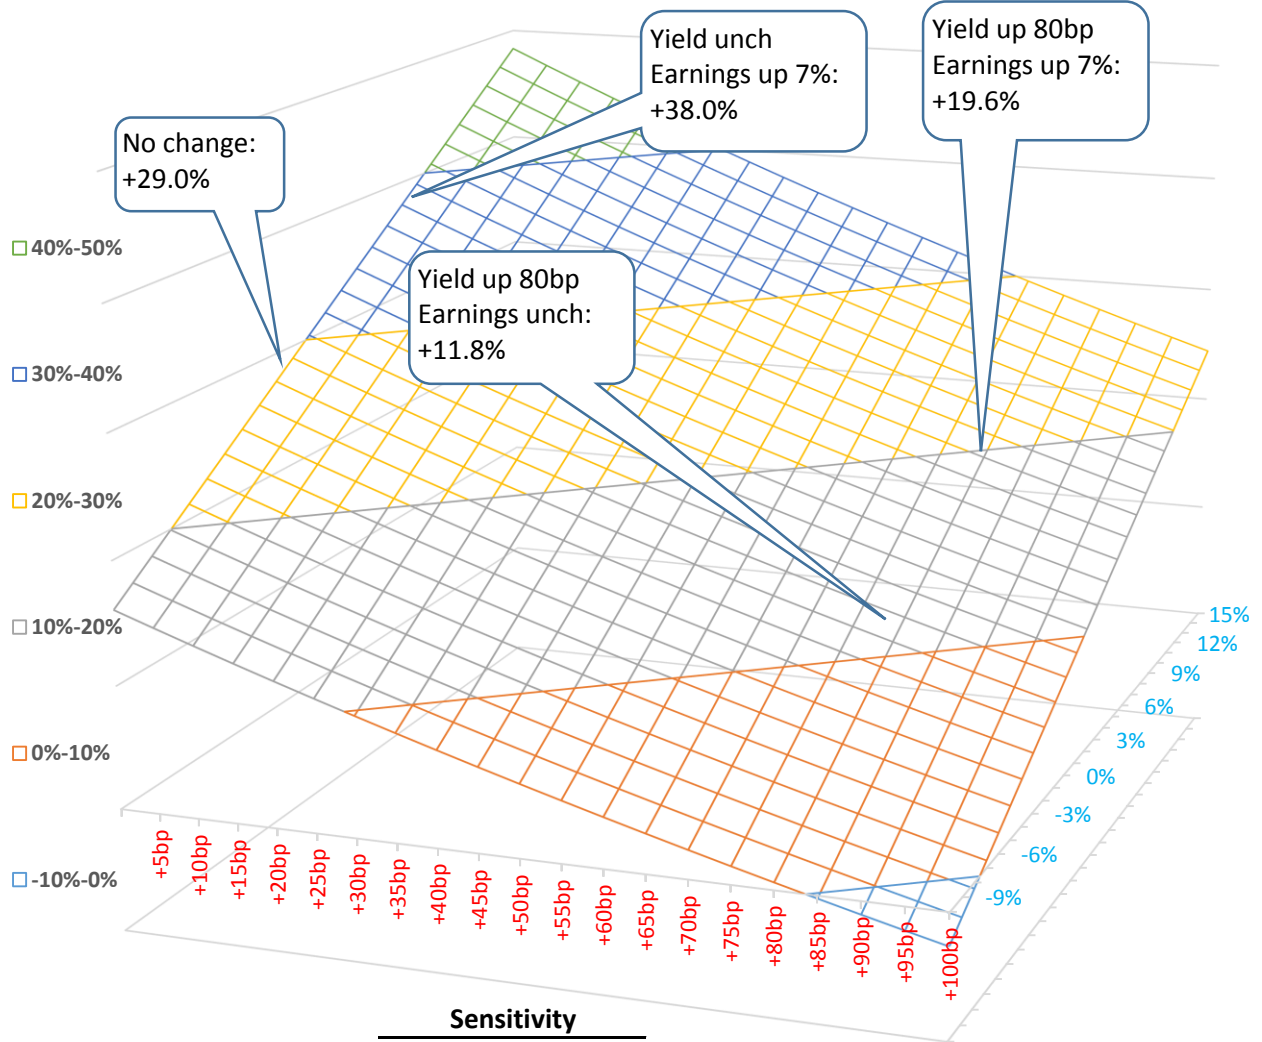 Yield unch
Earnings up 7%:
+38.0%
Yield up 80bp
Earnings up 7%:
+19.6%
No change:
+29.0%
Yield up 80bp
Earnings unch:
+11.8%
40%-50%
30%-40%
20%-30%
10%-20%
0%-10%
-10%-0%
15%
12%
9%
6%
3%
0%
-3%
-6%
-9%
+5bp
+10bp
+15bp
+20bp
+25bp
+30bp
+35bp
+40bp
+45bp
+50bp
+55bp
+60bp
+65bp
+70bp
+75bp
+80bp
+85bp
+90bp
+95bp
+100bp
Sensitivity